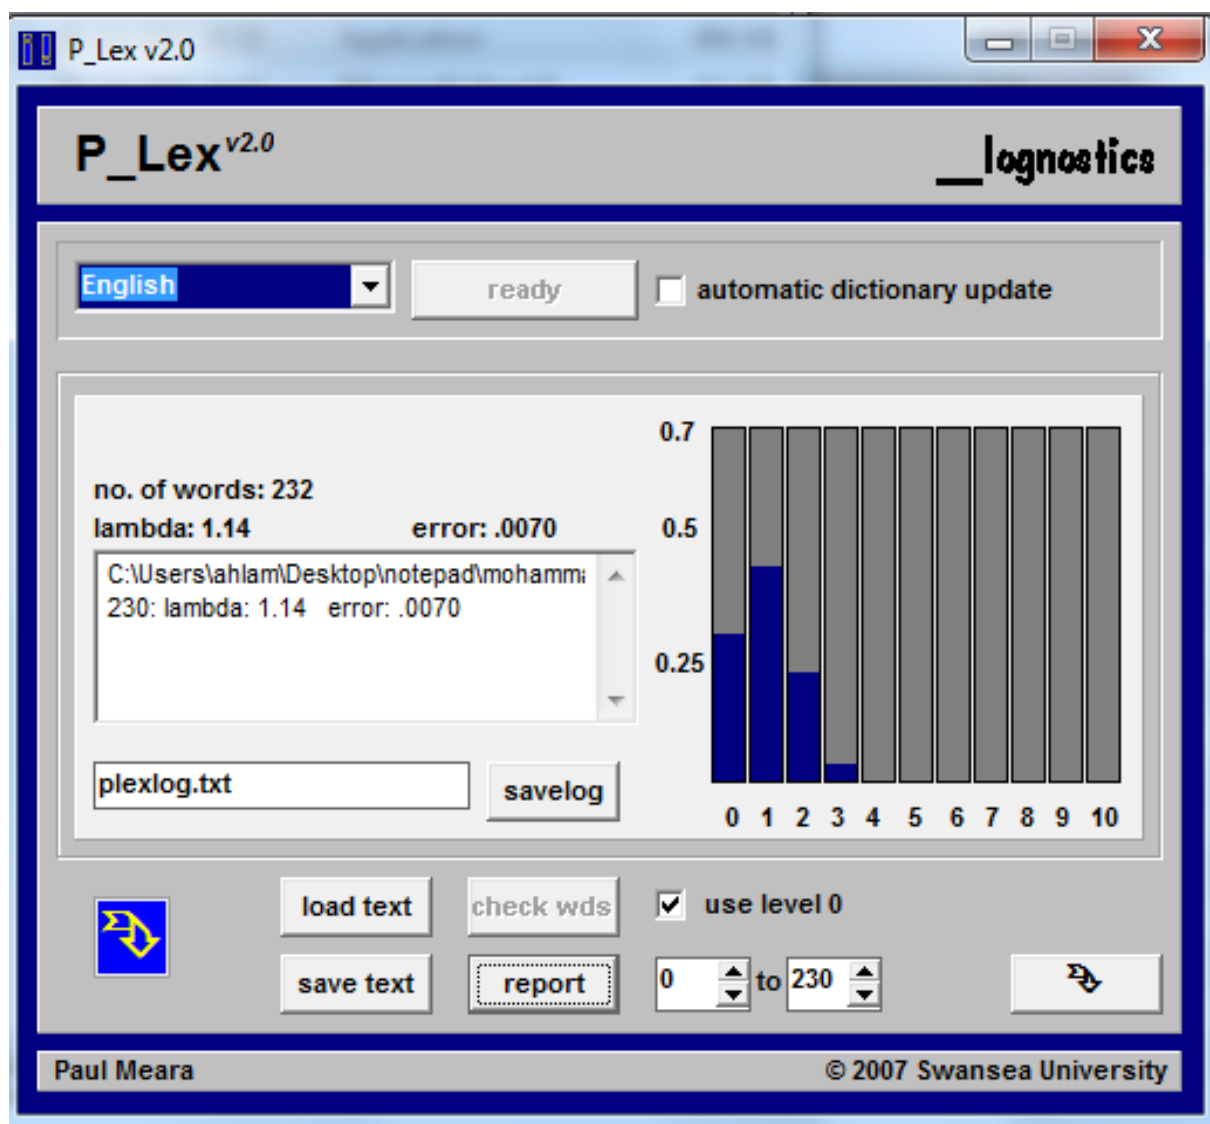 P_Lex v2.0
P_Lex v2.0
__lognostics
English
ready
automatic dictionary update
no. of words: 232
lambda: 1.14 error: .0070
C:\Users\ahlam\Desktop\notepad\mohamma
230: lambda: 1.14 error: .0070
plexlog.txt
savelog
0.7
0.5
0.25
0 1 2 3 4 5 6 7 8 9 10
load text
check wds
use level 0
save text
report
0 to 230
Paul Meara
© 2007 Swansea University